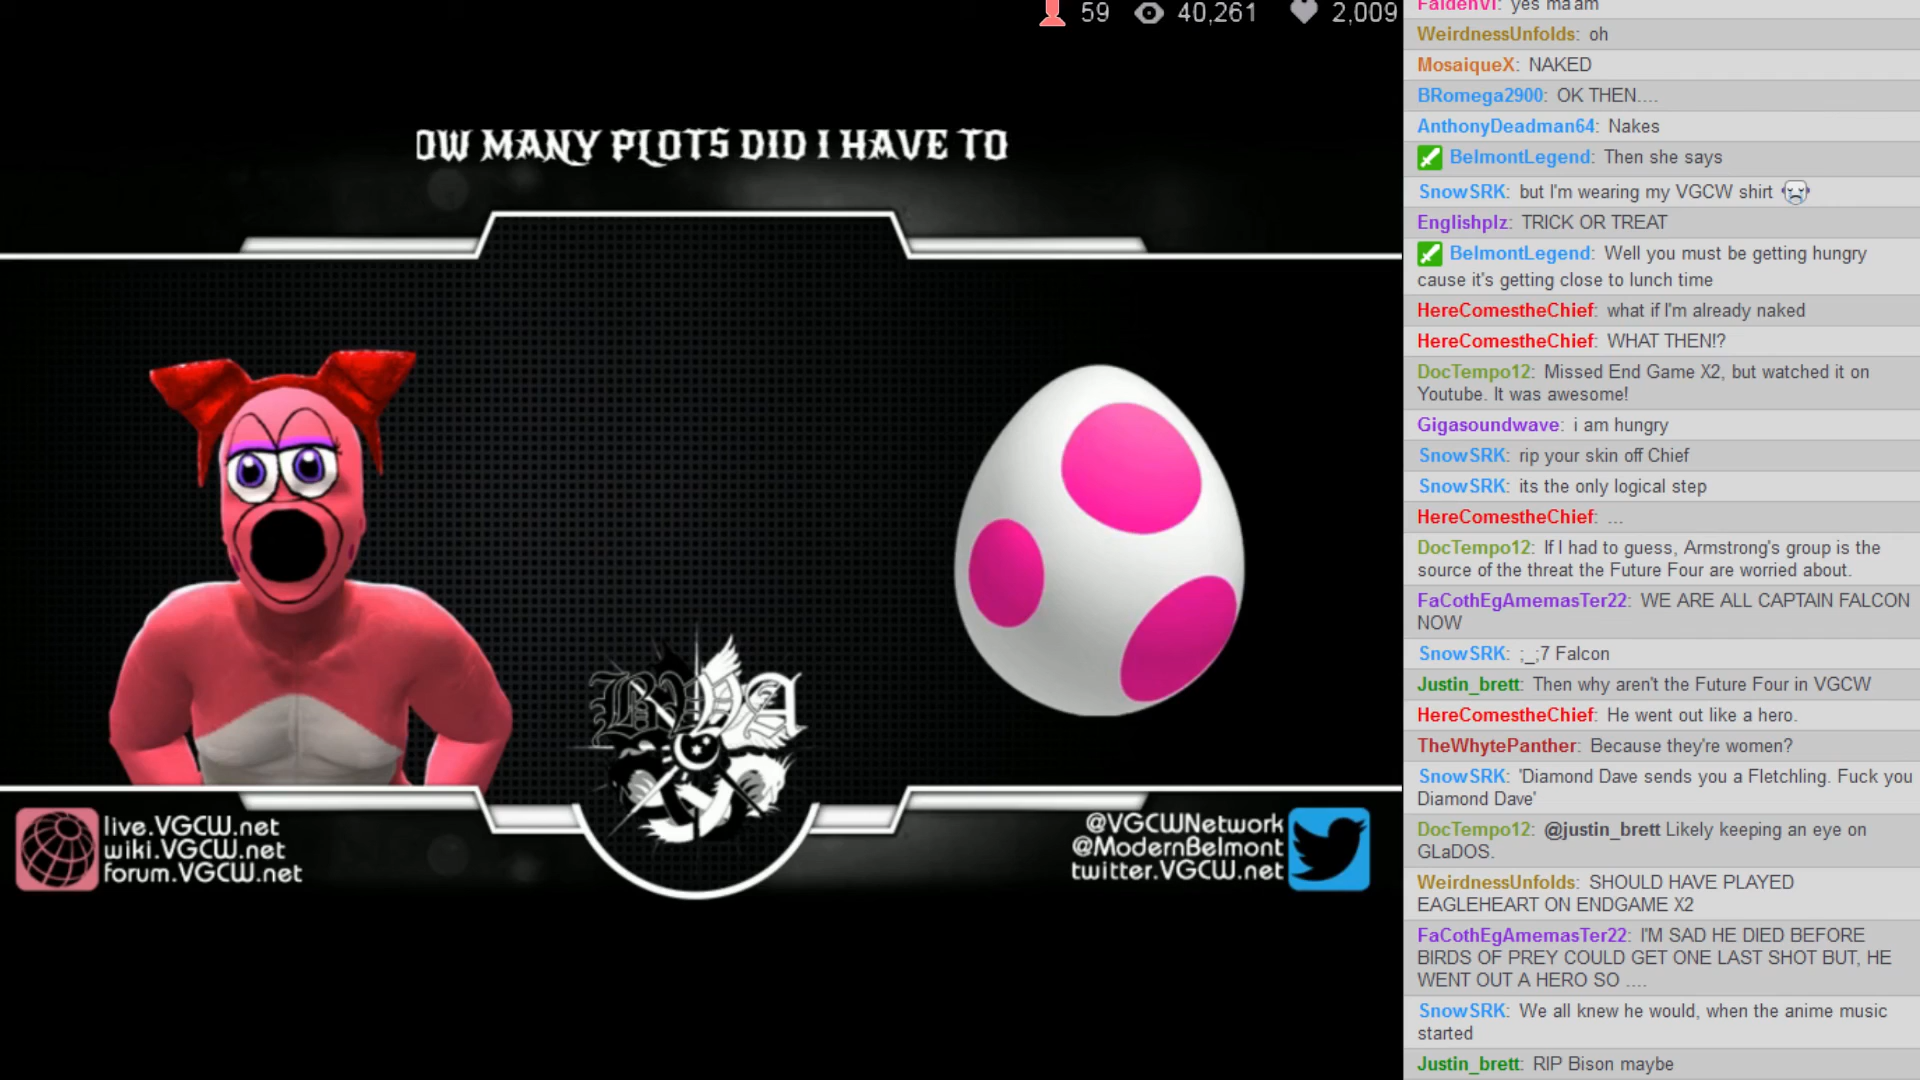 59 40,261 2,009
OW MANY PLOTS DID I HAVE TO
BVA
live.VGCW.net
wiki.VGCW.net
forum.VGCW.net
@VGCWNetwork
@ModernBelmont
twitter.VGCW.net
FaldenVI: yes ma'am
WeirdnessUnfolds: oh
MosaiqueX: NAKED
BRomega2900: OK THEN....
AnthonyDeadman64: Nakes
BelmontLegend: Then she says
SnowSRK: but I'm wearing my VGCW shirt
Englishplz: TRICK OR TREAT
BelmontLegend: Well you must be getting hungry
cause it's getting close to lunch time
HereComestheChief: what if I'm already naked
HereComestheChief: WHAT THEN!?
DocTempo12: Missed End Game X2, but watched it on
Youtube. It was awesome!
Gigasoundwave: i am hungry
SnowSRK: rip your skin off Chief
SnowSRK: its the only logical step
HereComestheChief: ...
DocTempo12: If I had to guess, Armstrong's group is the
source of the threat the Future Four are worried about.
FaCothEgAmemasTer22: WE ARE ALL CAPTAIN FALCON
NOW
SnowSRK: ;_;7 Falcon
Justin_brett: Then why aren't the Future Four in VGCW
HereComestheChief: He went out like a hero.
TheWhytePanther: Because they're women?
SnowSRK: 'Diamond Dave sends you a Fletchling. Fuck you
Diamond Dave'
DocTempo12: @justin_brett Likely keeping an eye on
GLaDOS.
WeirdnessUnfolds: SHOULD HAVE PLAYED
EAGLEHEART ON ENDGAME X2
FaCothEgAmemasTer22: I'M SAD HE DIED BEFORE
BIRDS OF PREY COULD GET ONE LAST SHOT BUT, HE
WENT OUT A HERO SO ....
SnowSRK: We all knew he would, when the anime music
started
Justin_brett: RIP Bison maybe